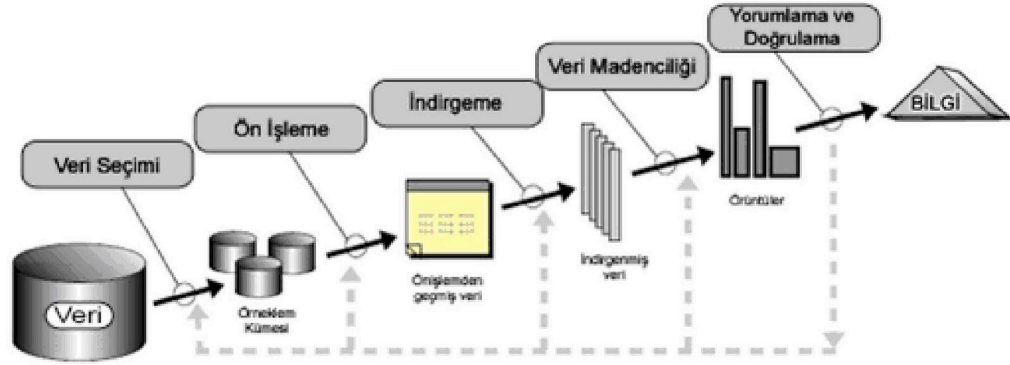 Yorumlama ve
Doğrulama
Veri Madenciliği
BİLGİ
İndirgeme
Ön İşleme
Veri Seçimi
Örüntüler
İndirgenmiş
veri
Önişlemden
geçmiş veri
Örneklem
Kümesi
Veri